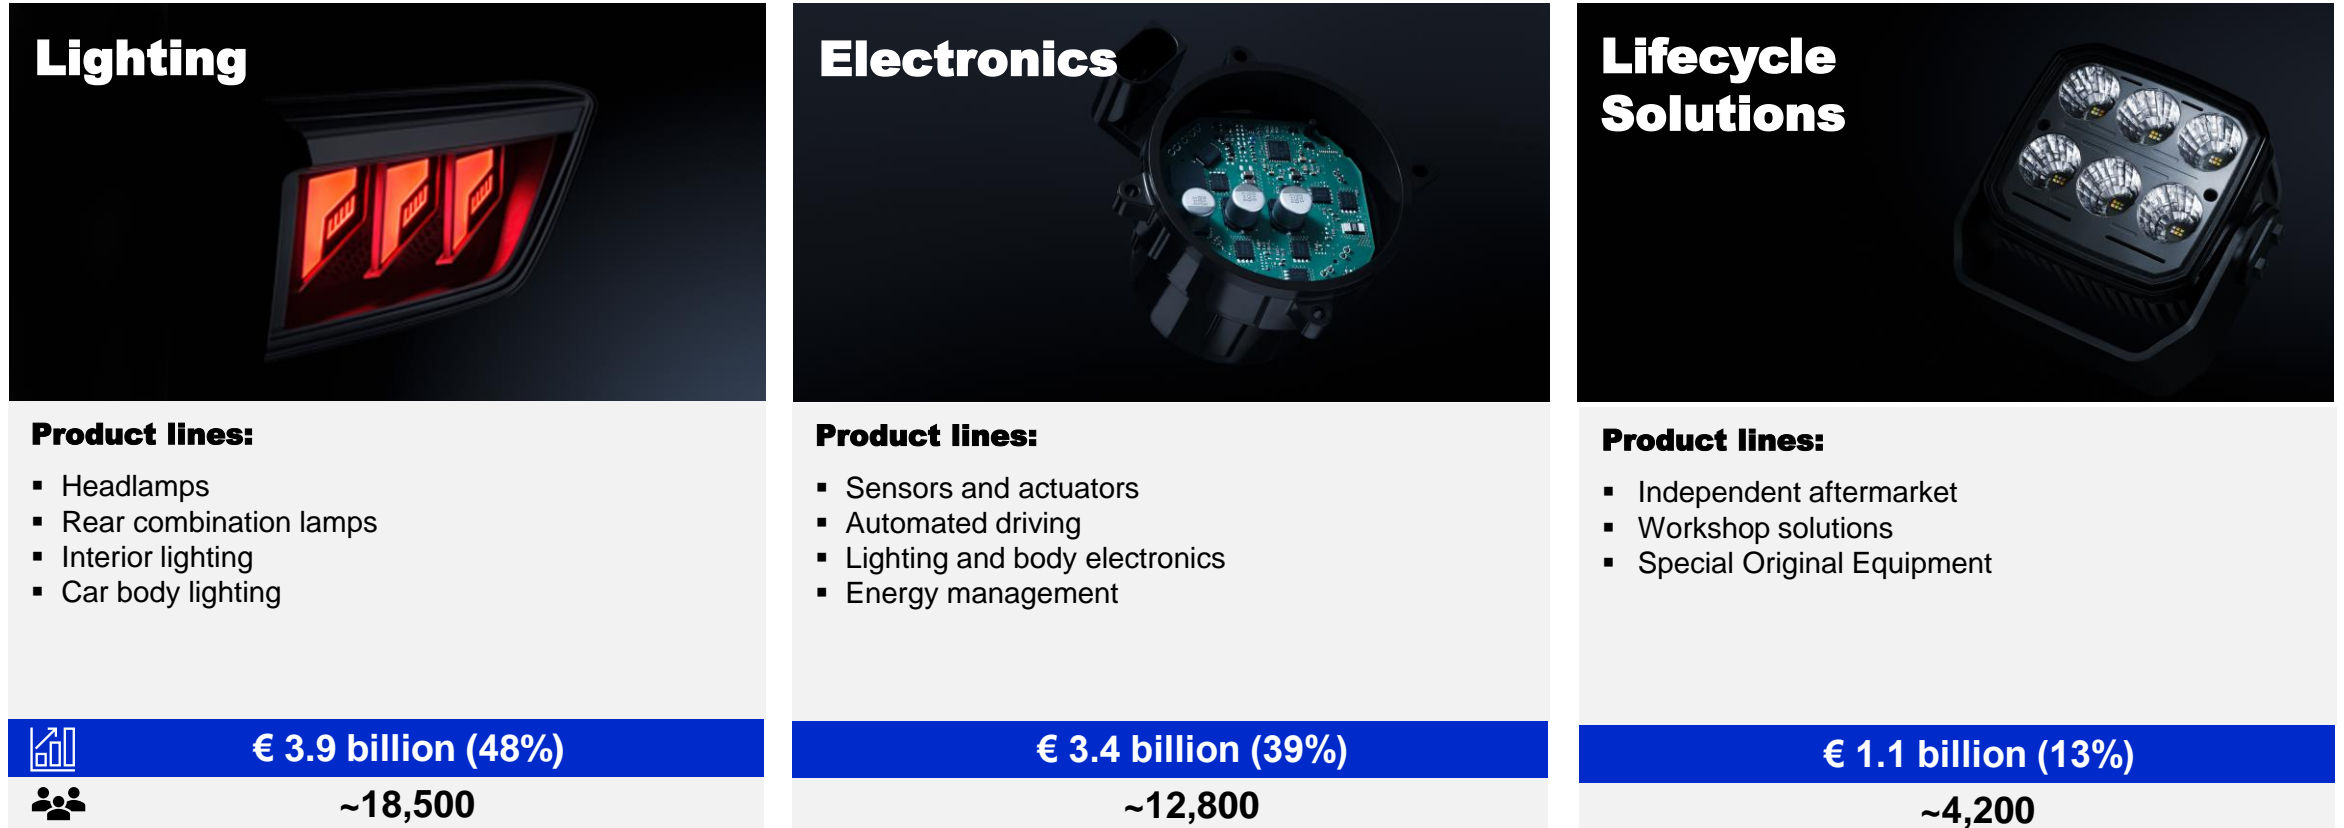 Lighting
Product lines:
▪ Headlamps
▪ Rear combination lamps
▪ Interior lighting
▪ Car body lighting
€ 3.9 billion (48%)
~18,500
Electronics
Product lines:
▪ Sensors and actuators
▪ Automated driving
▪ Lighting and body electronics
▪ Energy management
€ 3.4 billion (39%)
~12,800
Lifecycle
Solutions
Product lines:
▪ Independent aftermarket
▪ Workshop solutions
▪ Special Original Equipment
€ 1.1 billion (13%)
~4,200